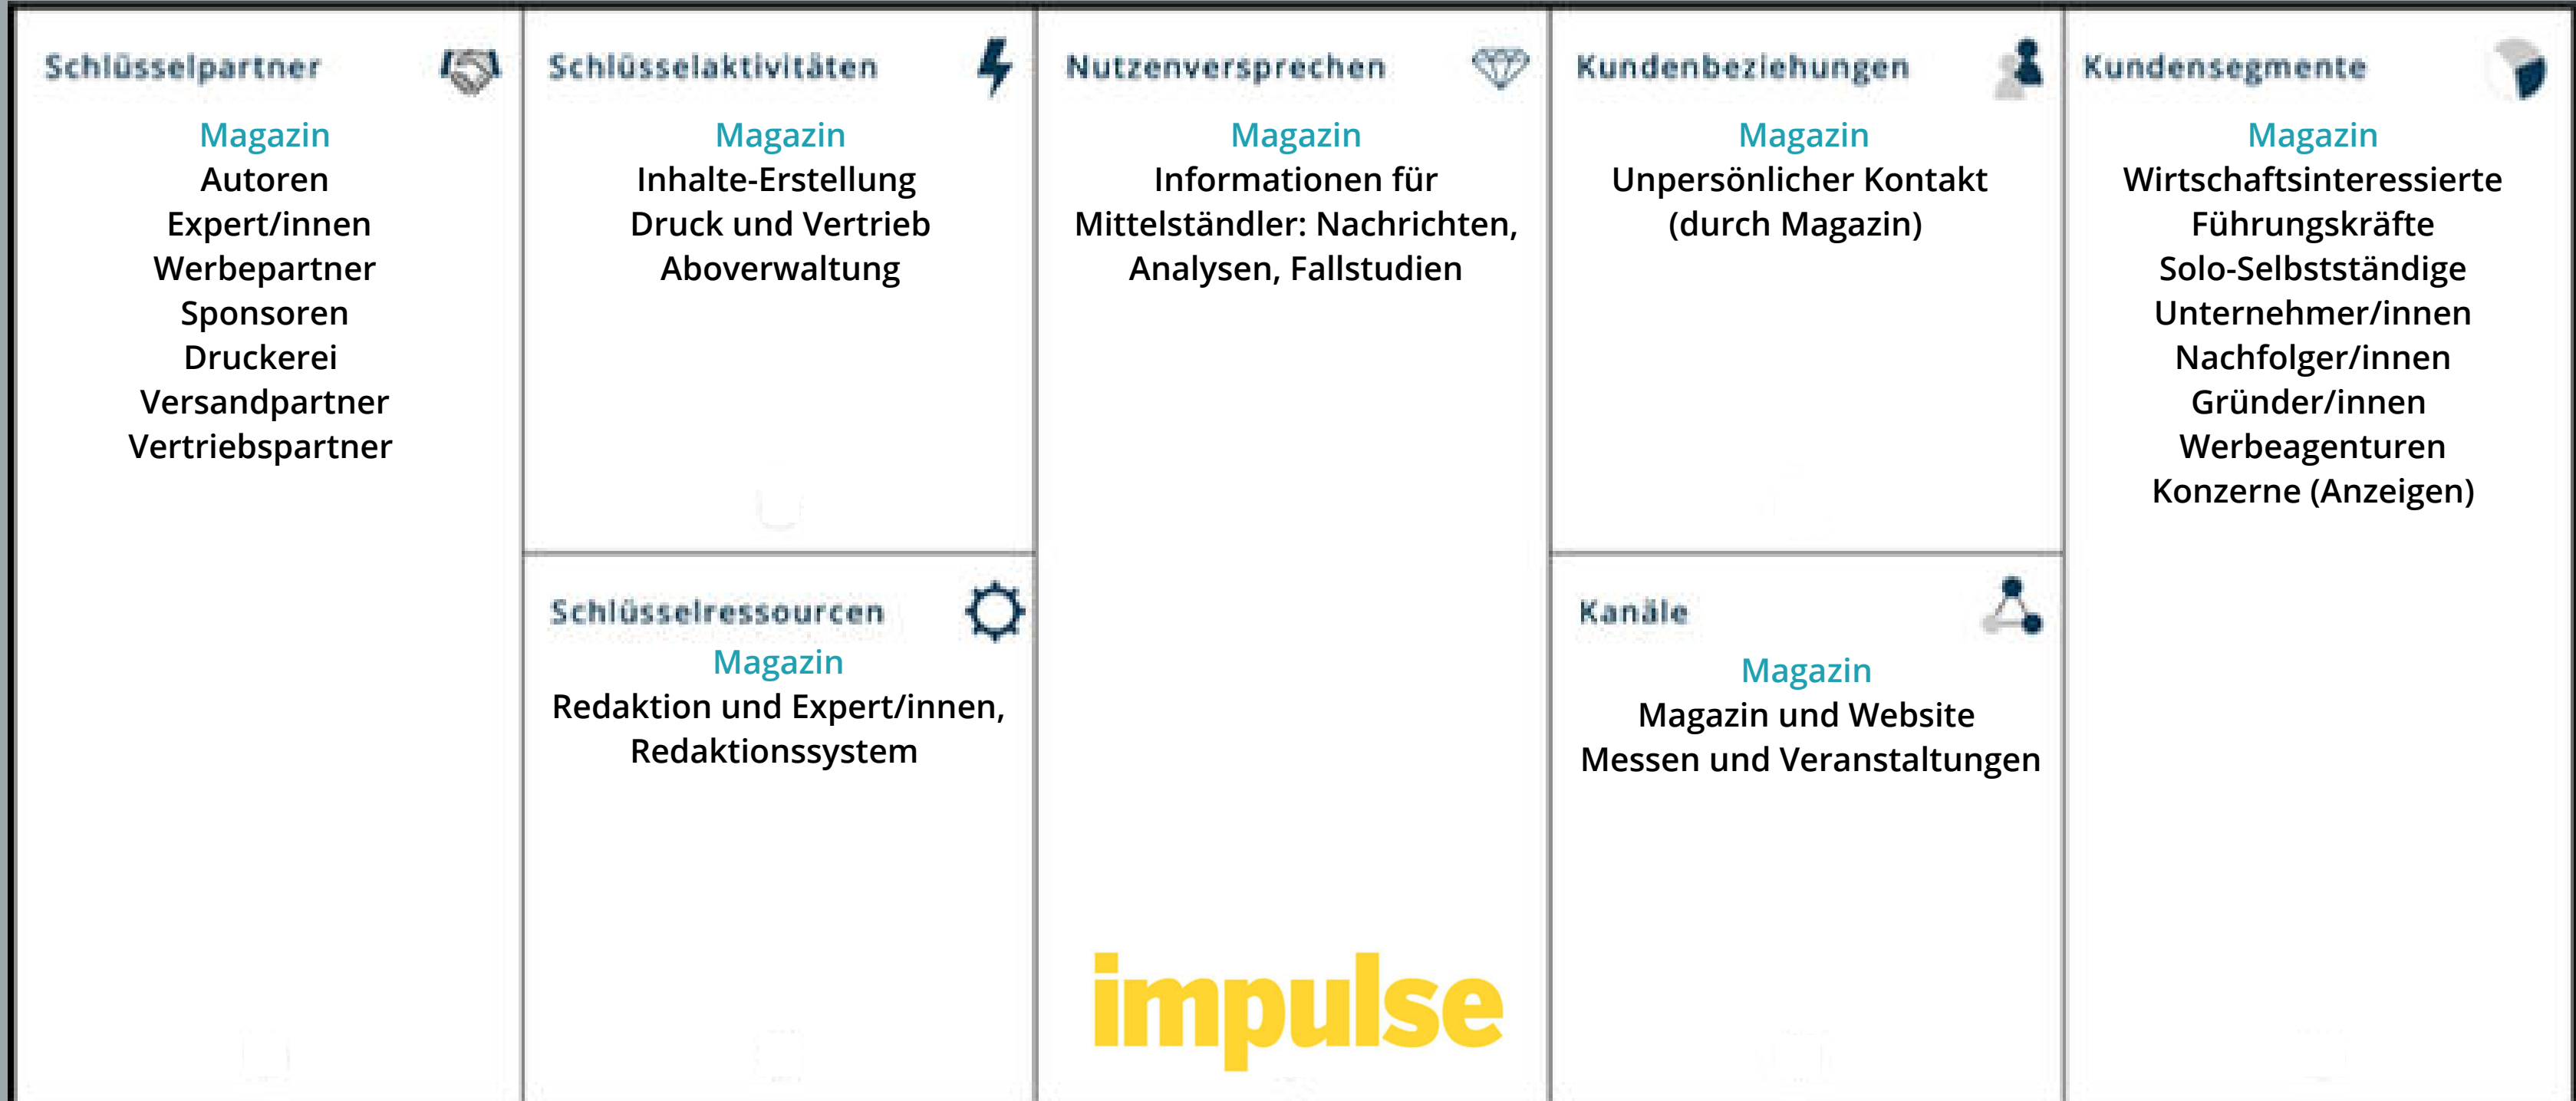 Schlüsselpartner
Magazin
Autoren
Expert/innen
Werbepartner
Sponsoren
Druckerei
Versandpartner
Vertriebspartner
Schlüsselaktivitäten
Magazin
Inhalte-Erstellung
Druck und Vertrieb
Aboverwaltung
Schlüsselressourcen
Magazin
Redaktion und Expert/innen,
Redaktionssystem
Nutzenversprechen
Magazin
Informationen für
Mittelständler: Nachrichten,
Analysen, Fallstudien
impulse
Kundenbeziehungen
Magazin
Unpersönlicher Kontakt
(durch Magazin)
Kanäle
Magazin
Magazin und Website
Messen und Veranstaltungen
Kundensegmente
Magazin
Wirtschaftsinteressierte
Führungskräfte
Solo-Selbstständige
Unternehmer/innen
Nachfolger/innen
Gründer/innen
Werbeagenturen
Konzerne (Anzeigen)